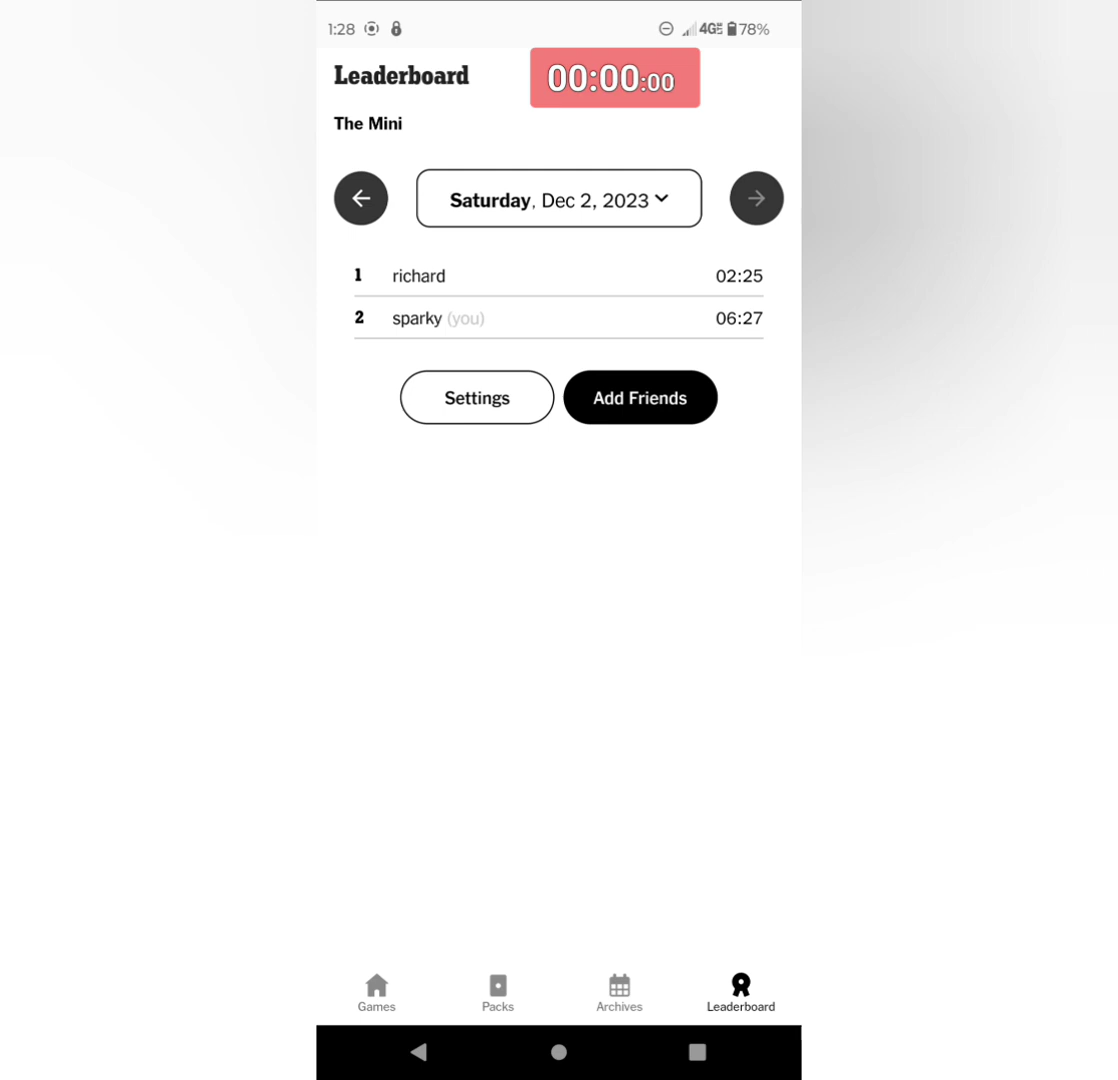 1:28 4G 78%
Leaderboard
00:00:00
The Mini
Saturday, Dec 2, 2023
1 richard 02:25
2 sparky (you) 06:27
Settings Add Friends
Games Packs Archives Leaderboard